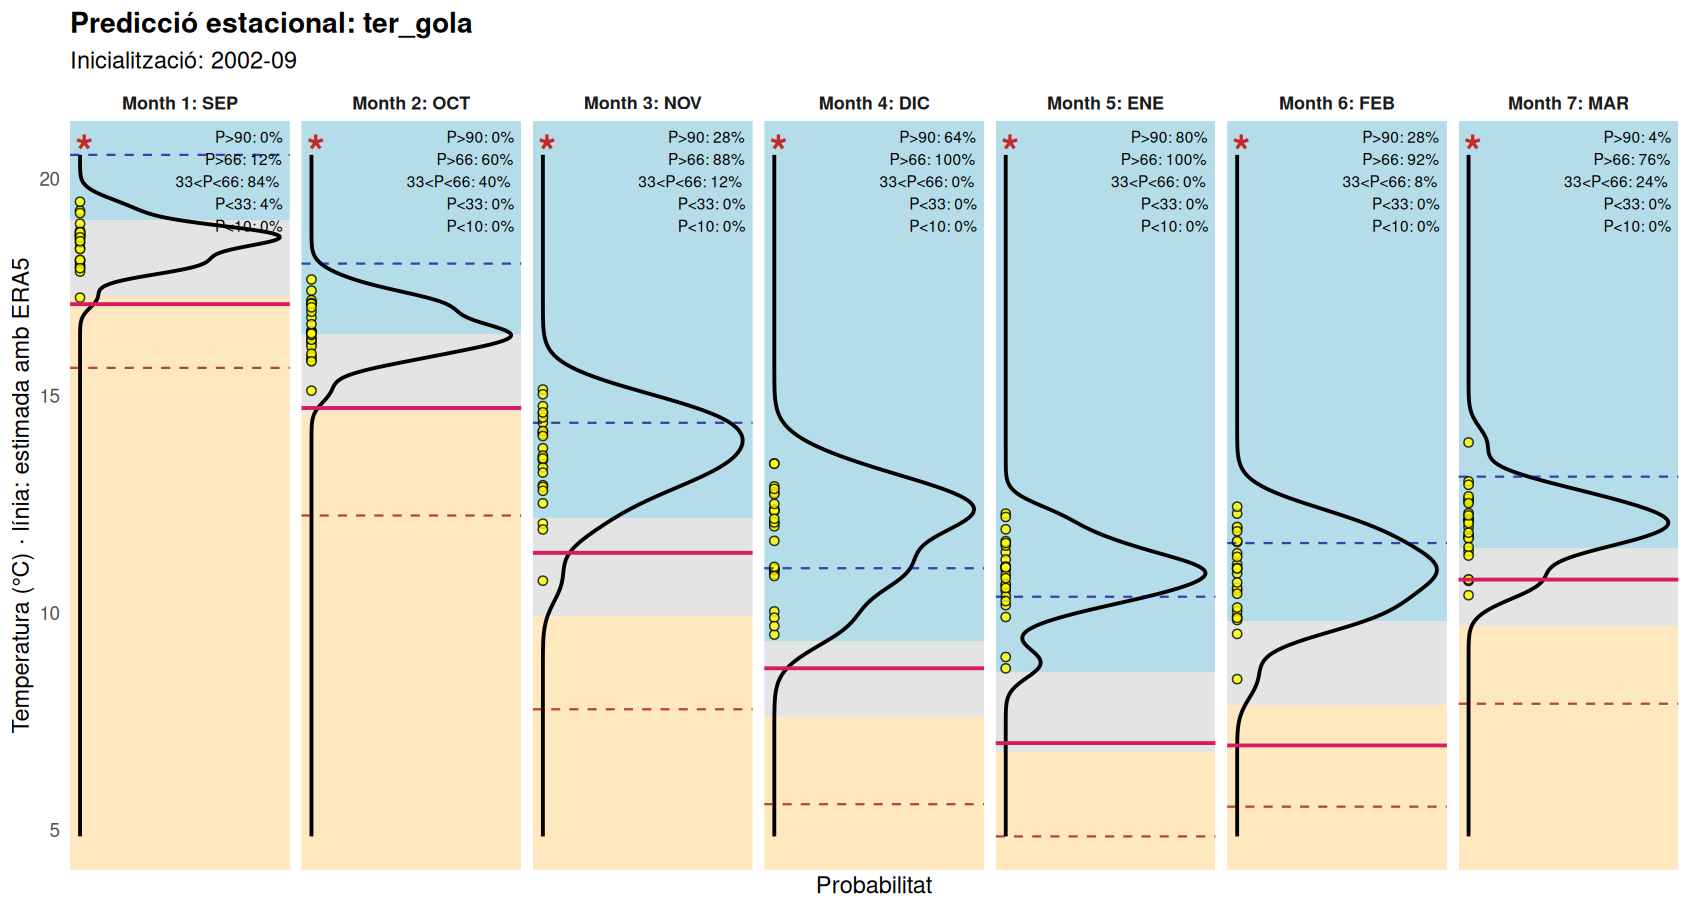 Predicció estacional: ter_gola
Inicialització: 2002-09
Month 1: SEP
Month 2: OCT
Month 3: NOV
Month 4: DIC
Month 5: ENE
Month 6: FEB
Month 7: MAR
*
P>90: 0%
P>66: 12%
33<P<66: 84%
P<33: 4%
P<10: 0%
*
P>90: 0%
P>66: 60%
33<P<66: 40%
P<33: 0%
P<10: 0%
*
P>90: 28%
P>66: 88%
33<P<66: 12%
P<33: 0%
P<10: 0%
*
P>90: 64%
P>66: 100%
33<P<66: 0%
P<33: 0%
P<10: 0%
*
P>90: 80%
P>66: 100%
33<P<66: 0%
P<33: 0%
P<10: 0%
*
P>90: 28%
P>66: 92%
33<P<66: 8%
P<33: 0%
P<10: 0%
*
P>90: 4%
P>66: 76%
33<P<66: 24%
P<33: 0%
P<10: 0%
20
15
10
5
Temperatura (°C) · línia: estimada amb ERA5
Probabilitat